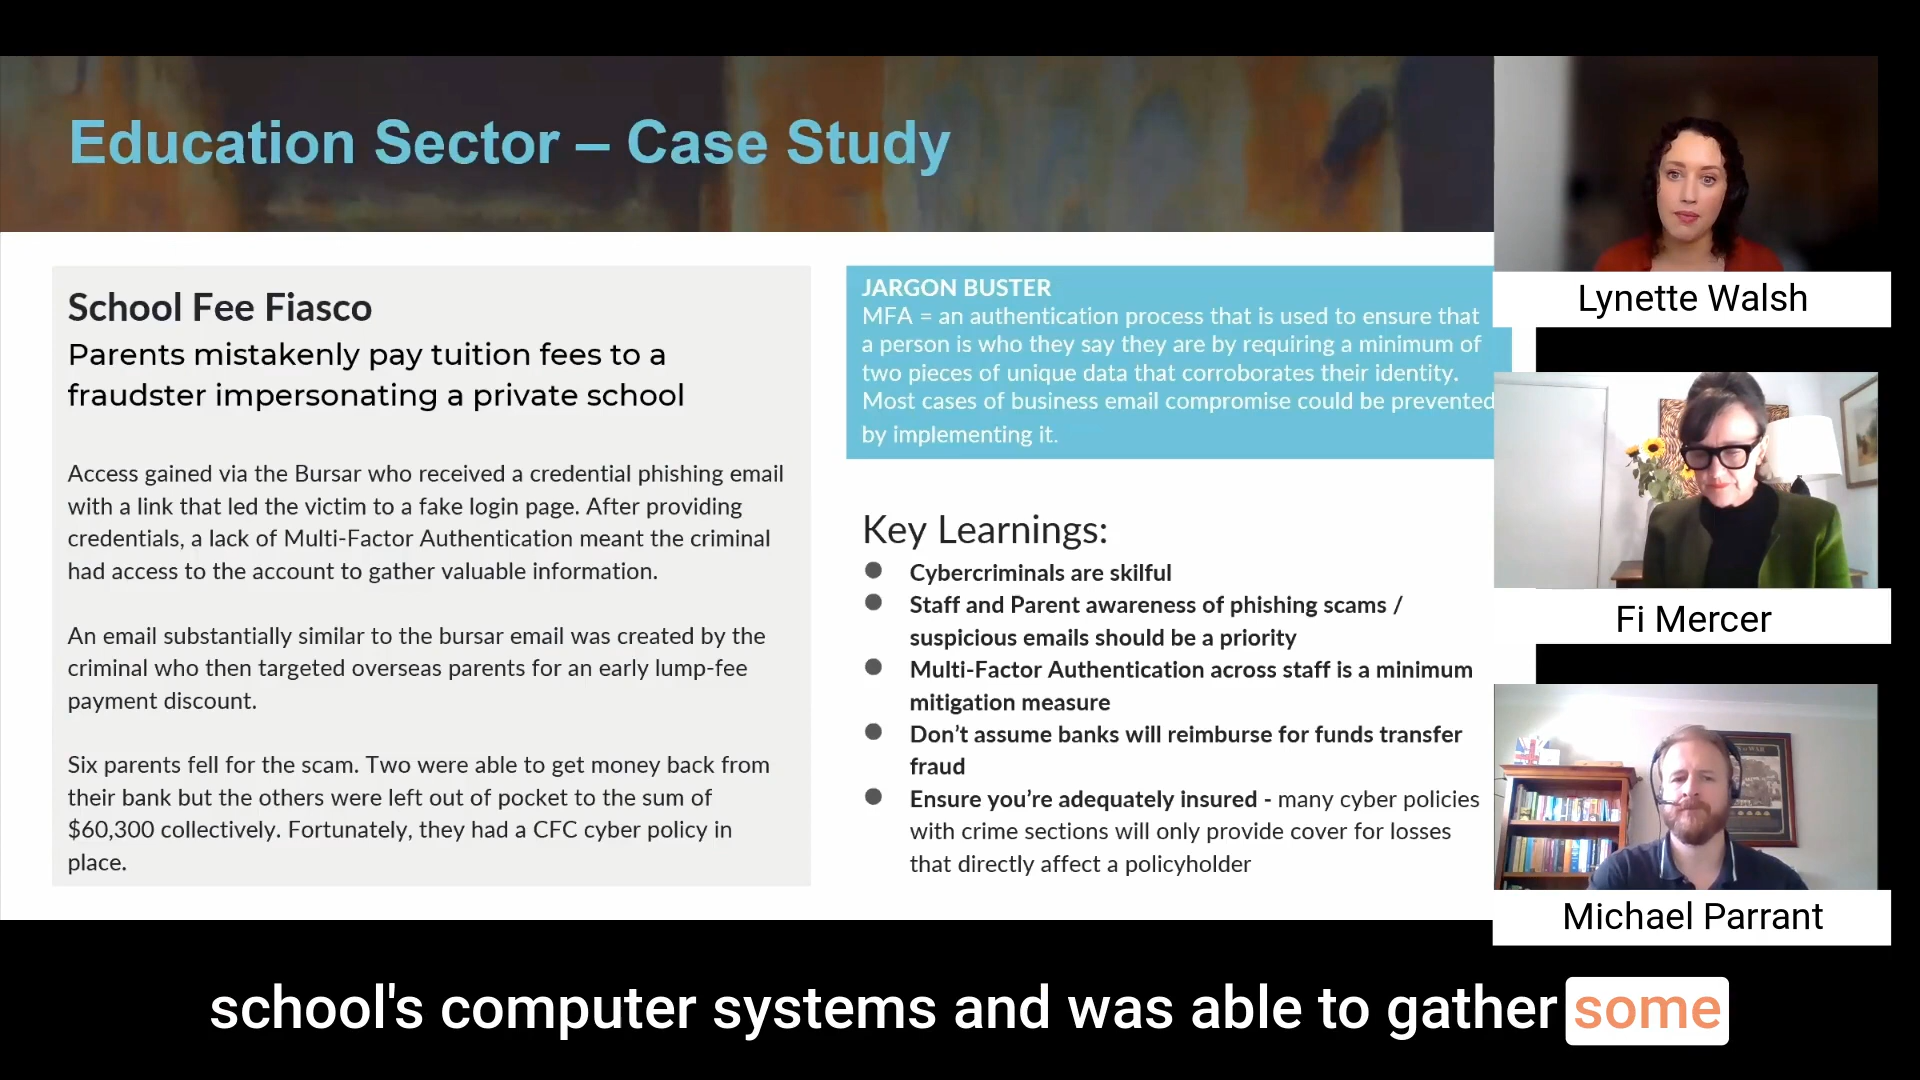 Education Sector – Case Study
School Fee Fiasco
Parents mistakenly pay tuition fees to a
fraudster impersonating a private school
Access gained via the Bursar who received a credential phishing email
with a link that led the victim to a fake login page. After providing
credentials, a lack of Multi-Factor Authentication meant the criminal
had access to the account to gather valuable information.
An email substantially similar to the bursar email was created by the
criminal who then targeted overseas parents for an early lump-fee
payment discount.
Six parents fell for the scam. Two were able to get money back from
their bank but the others were left out of pocket to the sum of
$60,300 collectively. Fortunately, they had a CFC cyber policy in
place.
JARGON BUSTER
MFA = an authentication process that is used to ensure that
a person is who they say they are by requiring a minimum of
two pieces of unique data that corroborates their identity.
Most cases of business email compromise could be prevented
by implementing it.
Key Learnings:
● Cybercriminals are skilful
● Staff and Parent awareness of phishing scams /
suspicious emails should be a priority
● Multi-Factor Authentication across staff is a minimum
mitigation measure
● Don't assume banks will reimburse for funds transfer
fraud
● Ensure you're adequately insured - many cyber policies
with crime sections will only provide cover for losses
that directly affect a policyholder
Lynette Walsh
Fi Mercer
Michael Parrant
school's computer systems and was able to gather some